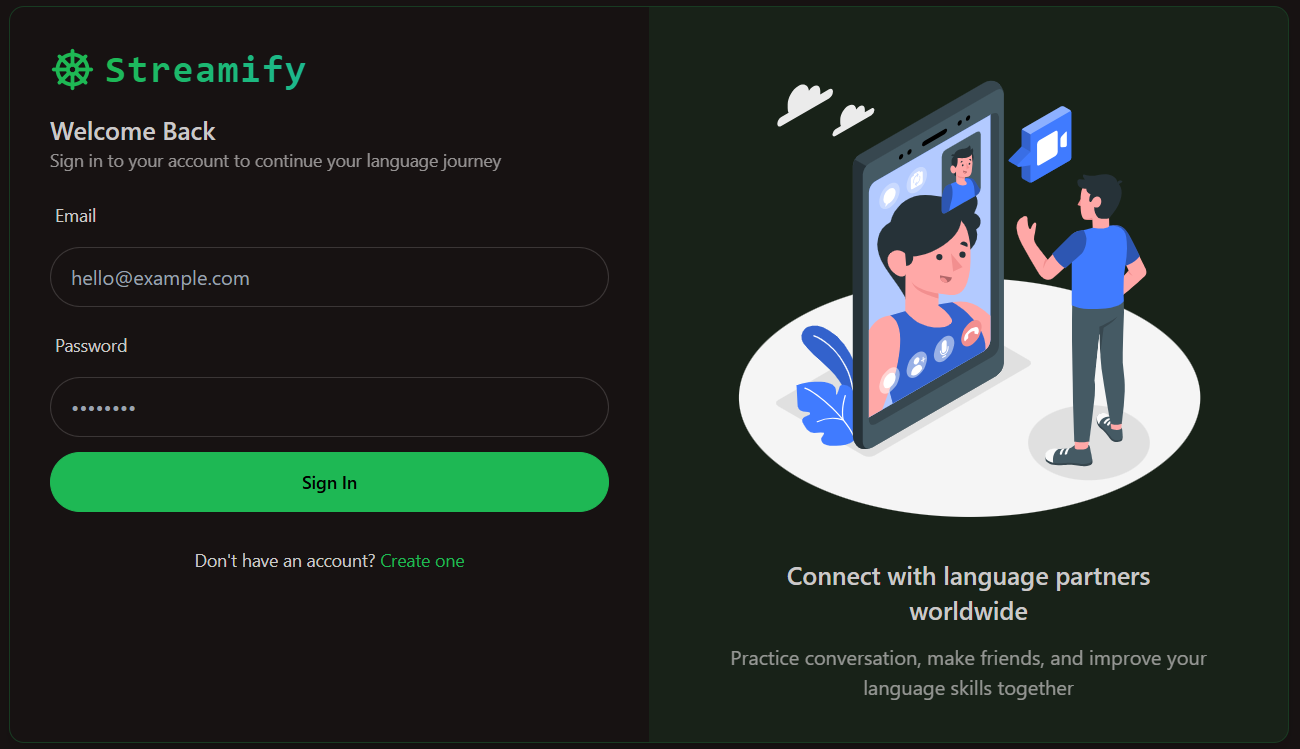 Streamify
Welcome Back
Sign in to your account to continue your language journey
Email
hello@example.com
Password
••••••••
Sign In
Don't have an account? Create one
Connect with language partners
worldwide
Practice conversation, make friends, and improve your
language skills together